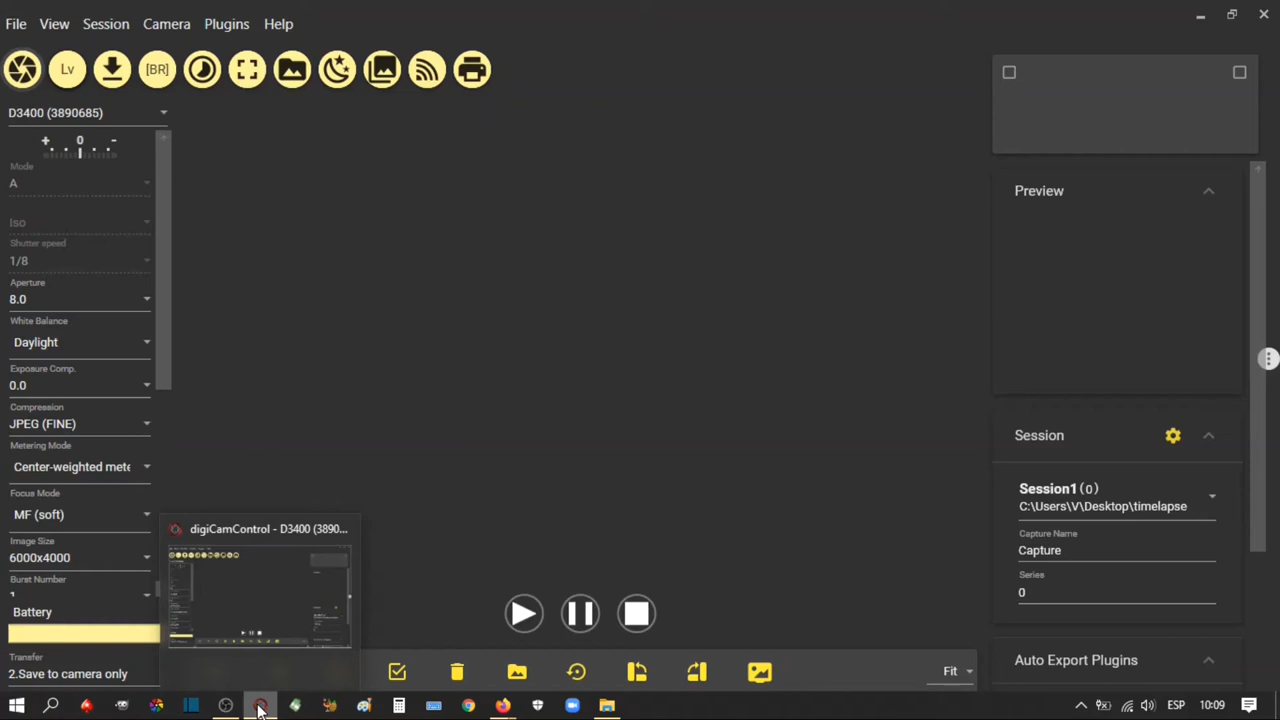 File View Session Camera Plugins Help
Lv [BR]
D3400 (3890685)
+ 0 -
Mode
A
Iso
Shutter speed
1/8
Aperture
8.0
White Balance
Daylight
Exposure Comp.
0.0
Compression
JPEG (FINE)
Metering Mode
Center-weighted mete
Focus Mode
MF (soft)
Image Size
6000x4000
Burst Number
1
Battery
Transfer
2.Save to camera only
digiCamControl - D3400 (3890...
Fit
Preview
Session
Session1 (0)
C:\Users\V\Desktop\timelapse
Capture Name
Capture
Series
0
Auto Export Plugins
ESP 10:09